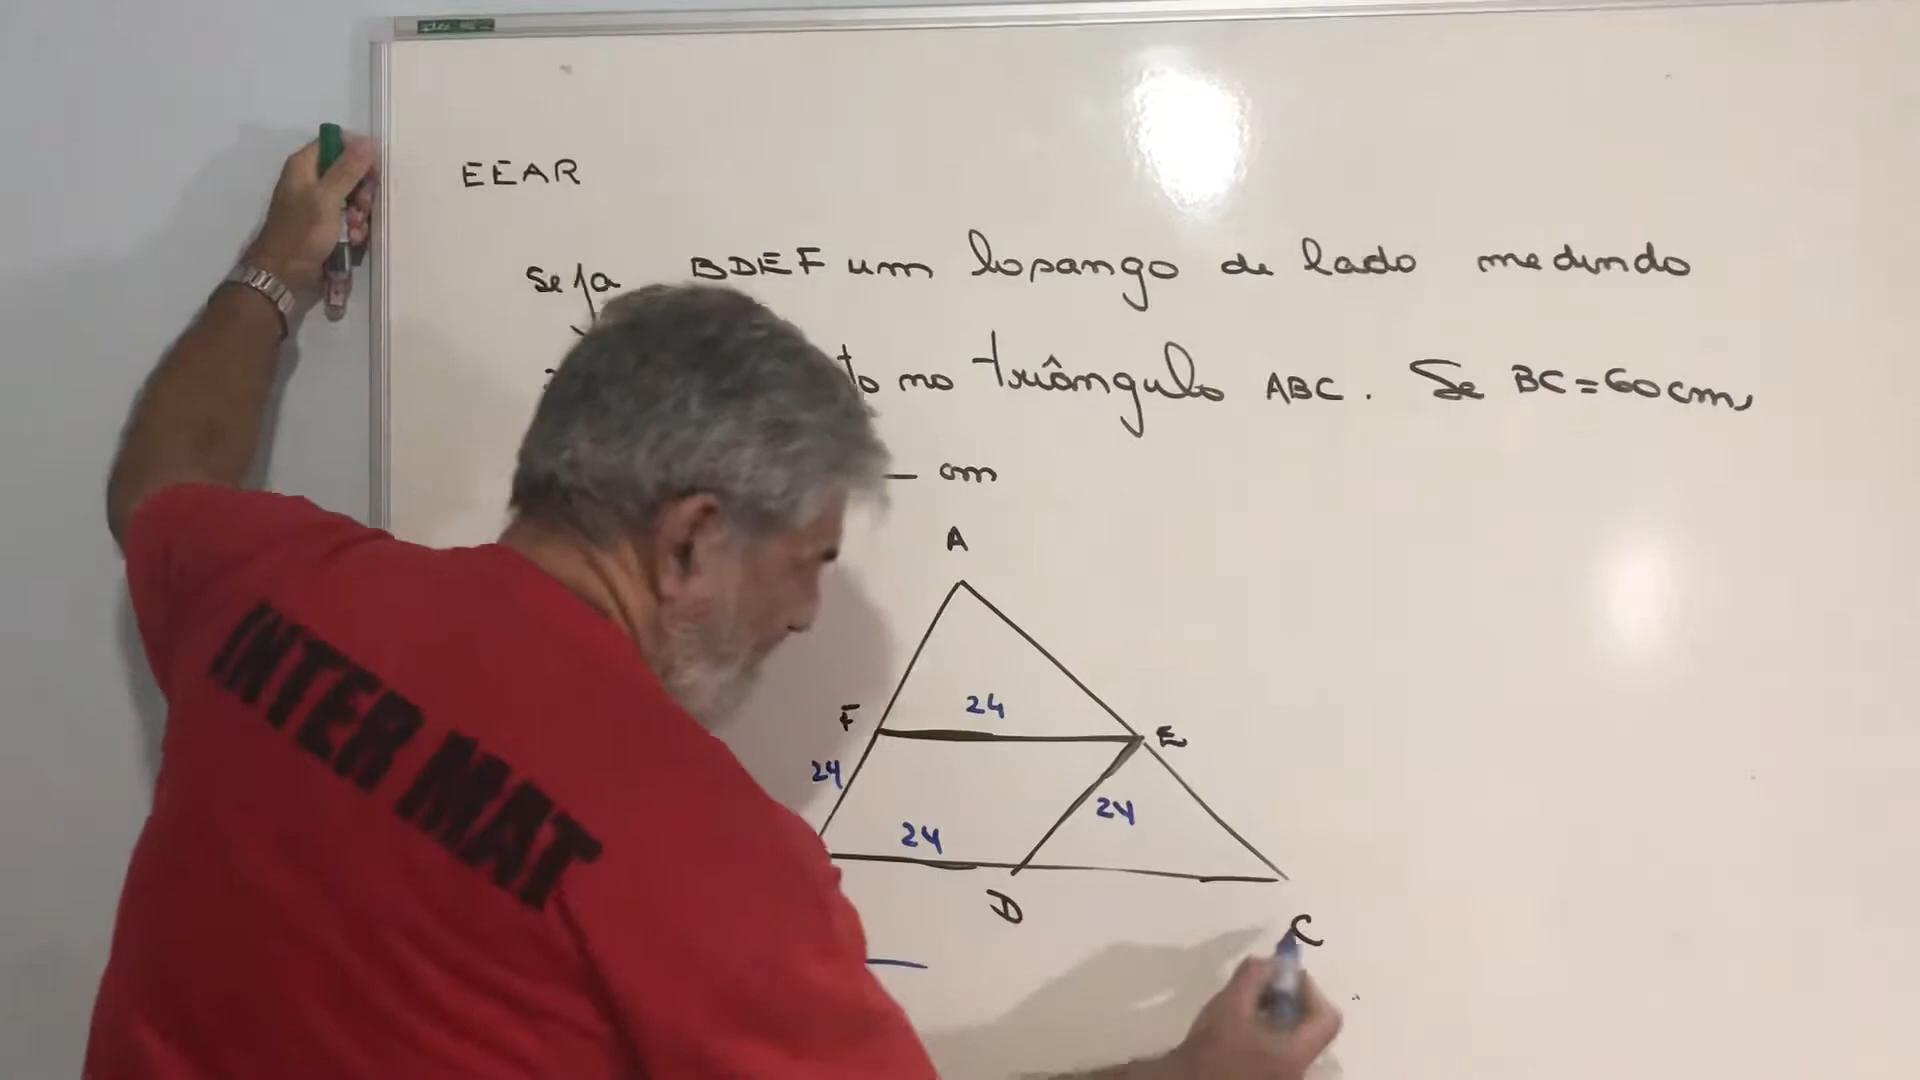 EEAR
Seja BDEF um losango de lado medindo
to no triângulo ABC. Se BC=60cm,
cm
A
F 24 E
24
24 24
D
C
INTER MAT